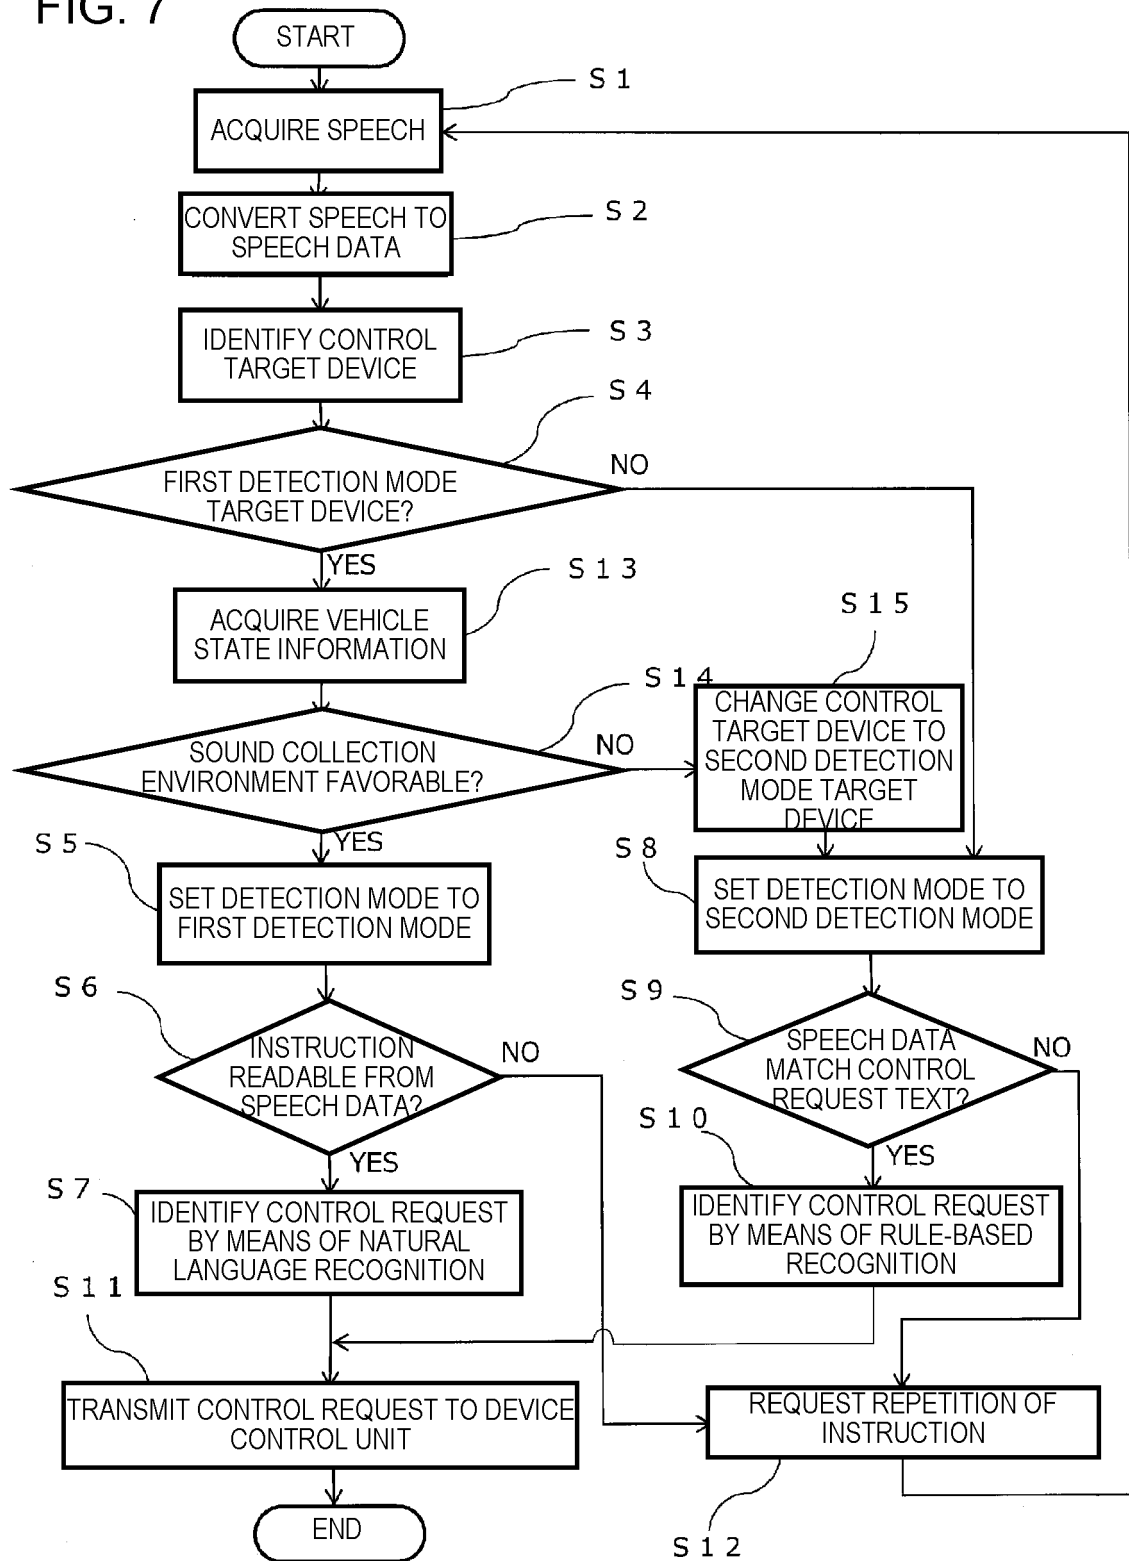 FIG. 7
START
S 1
ACQUIRE SPEECH
S 2
CONVERT SPEECH TO
SPEECH DATA
S 3
IDENTIFY CONTROL
TARGET DEVICE
S 4
NO
FIRST DETECTION MODE
TARGET DEVICE?
YES
S 1 3
ACQUIRE VEHICLE
STATE INFORMATION
S 1 5
S 1 4
CHANGE CONTROL
TARGET DEVICE TO
SECOND DETECTION
MODE TARGET
DEVICE
SOUND COLLECTION
ENVIRONMENT FAVORABLE?
NO
YES
S 5
SET DETECTION MODE TO
FIRST DETECTION MODE
S 8
SET DETECTION MODE TO
SECOND DETECTION MODE
S 6
INSTRUCTION
READABLE FROM
SPEECH DATA?
NO
YES
S 9
SPEECH DATA
MATCH CONTROL
REQUEST TEXT?
NO
YES
S 7
IDENTIFY CONTROL REQUEST
BY MEANS OF NATURAL
LANGUAGE RECOGNITION
S 1 0
IDENTIFY CONTROL REQUEST
BY MEANS OF RULE-BASED
RECOGNITION
S 1 1
TRANSMIT CONTROL REQUEST TO DEVICE
CONTROL UNIT
REQUEST REPETITION OF
INSTRUCTION
S 1 2
END